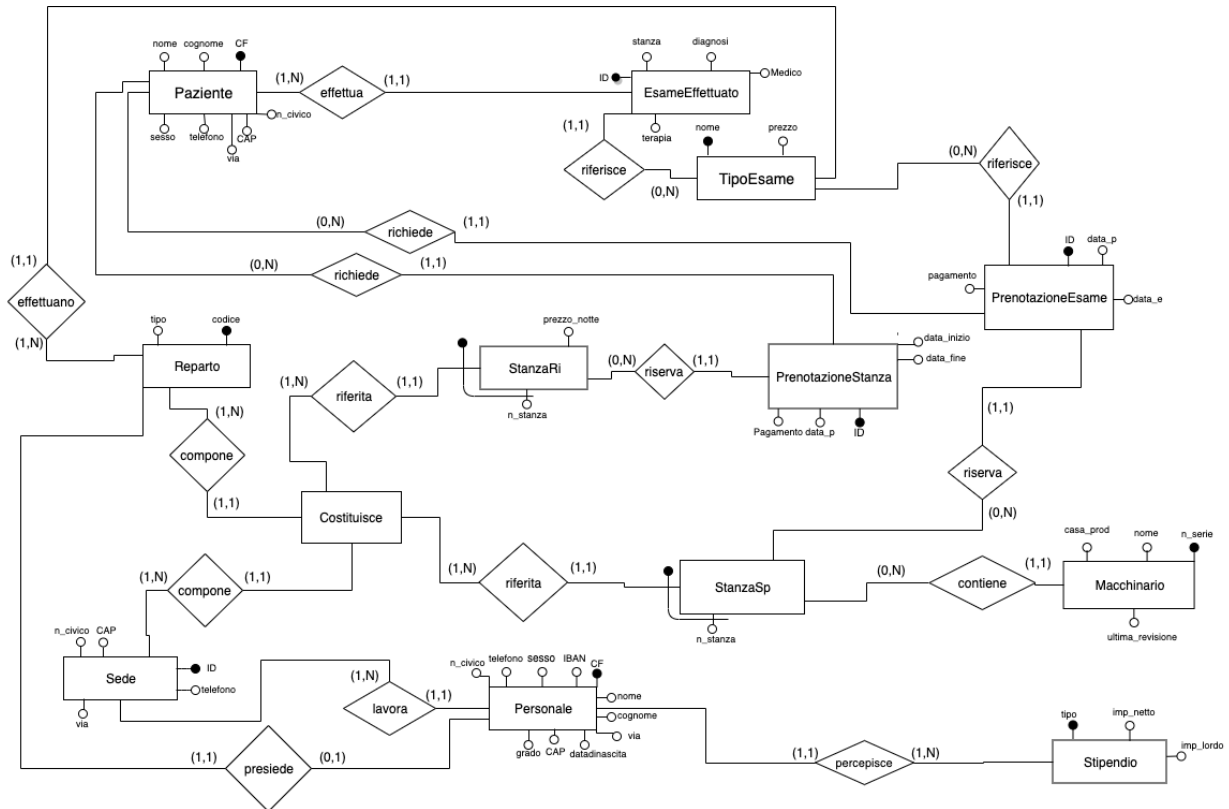 nome cognome CF
Paziente
sesso telefono via CAP n_civico
(1,N) effettua (1,1)
stanza diagnosi
ID Medico
EsameEffettuato
terapia
(1,1)
riferisce
(0,N)
nome prezzo
TipoEsame
(0,N)
riferisce
(1,1)
(0,N) richiede (1,1)
(0,N) richiede (1,1)
ID data_p
pagamento
PrenotazioneEsame
data_e
(1,1)
effettuano
(1,N)
tipo codice
Reparto
prezzo_notte
StanzaRi
n_stanza
(0,N) riserva (1,1)
data_inizio
data_fine
PrenotazioneStanza
Pagamento data_p ID
(1,N) riferita (1,1)
(1,N)
compone
(1,1)
(1,1)
riserva
(0,N)
Costituisce
(1,N) compone (1,1)
(1,N) riferita (1,1)
StanzaSp
n_stanza
(0,N) contiene (1,1)
casa_prod nome n_serie
Macchinario
ultima_revisione
n_civico CAP
ID
Sede
telefono
via
(1,N) lavora (1,1)
n_civico telefono sesso IBAN CF
nome
Personale
cognome
via
grado CAP datadinascita
(1,1) presiede (0,1)
(1,1) percepisce (1,N)
tipo imp_netto
imp_lordo
Stipendio